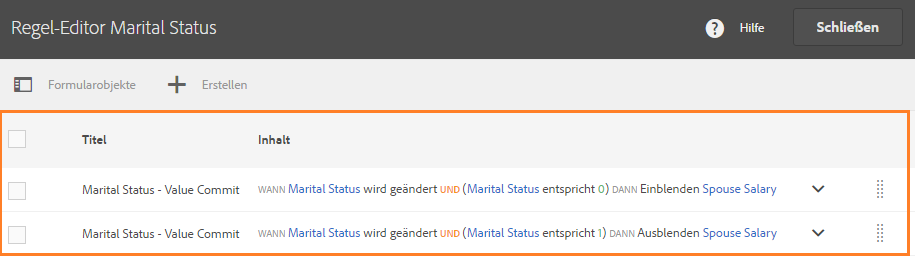 Regel-Editor Marital Status
? Hilfe Schließen
Formularobjekte + Erstellen
Titel Inhalt
Marital Status - Value Commit WANN Marital Status wird geändert UND (Marital Status entspricht 0) DANN Einblenden Spouse Salary
Marital Status - Value Commit WANN Marital Status wird geändert UND (Marital Status entspricht 1) DANN Ausblenden Spouse Salary